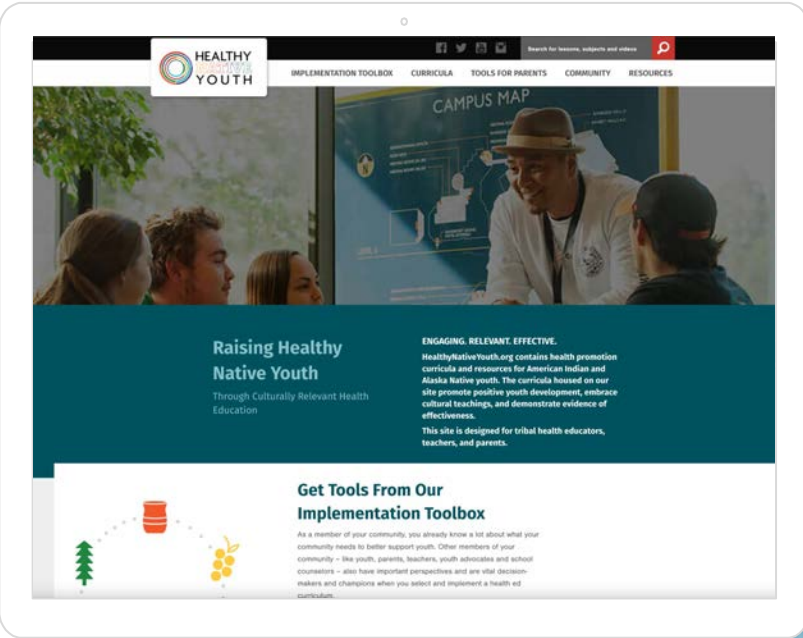 HEALTHY
NATIVE
YOUTH
Search for lessons, subjects and videos
IMPLEMENTATION TOOLBOX
CURRICULA
TOOLS FOR PARENTS
COMMUNITY
RESOURCES
CAMPUS MAP
LEVEL 4
Raising Healthy
Native Youth
Through Culturally Relevant Health
Education
ENGAGING. RELEVANT. EFFECTIVE.
HealthyNativeYouth.org contains health promotion
curricula and resources for American Indian and
Alaska Native youth. The curricula housed on our
site promote positive youth development, embrace
cultural teachings, and demonstrate evidence of
effectiveness.
This site is designed for tribal health educators,
teachers, and parents.
Get Tools From Our
Implementation Toolbox
As a member of your community, you already know a lot about what your
community needs to better support youth. Other members of your
community – like youth, parents, teachers, youth advocates and school
counselors – also have important perspectives and are vital decision-
makers and champions when you select and implement a health ed
curriculum.